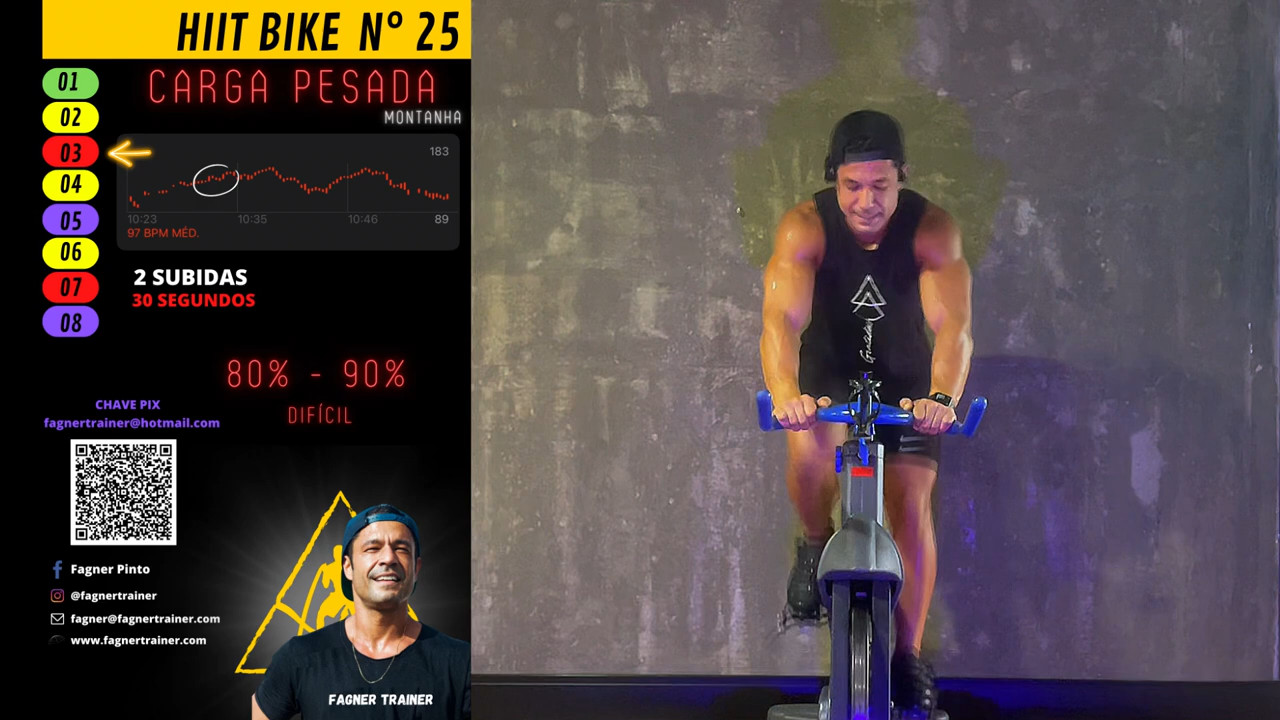 HIIT BIKE N° 25
CARGA PESADA
MONTANHA
01
02
03
04
05
06
07
08
183
10:23
10:35
10:46
89
97 BPM MÉD.
2 SUBIDAS
30 SEGUNDOS
80% - 90%
DIFÍCIL
CHAVE PIX
fagnertrainer@hotmail.com
Fagner Pinto
@fagnertrainer
fagner@fagnertrainer.com
www.fagnertrainer.com
FAGNER TRAINER